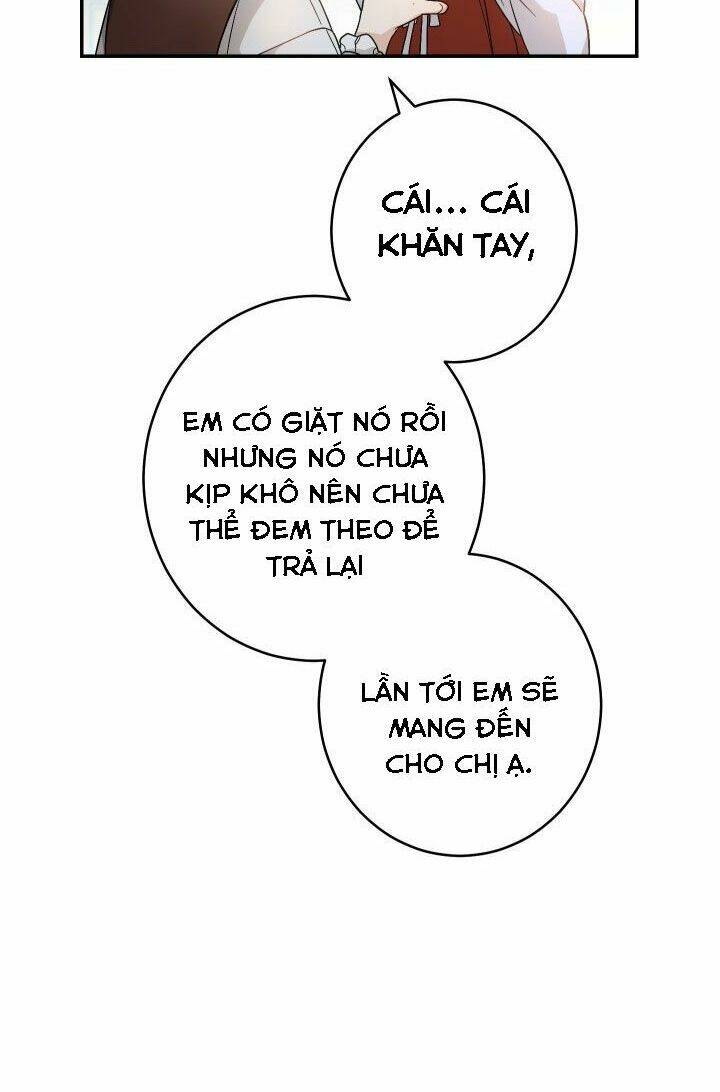 CÁI... CÁI
KHĂN TAY,
EM CÓ GIẶT NÓ RỒI
NHƯNG NÓ CHƯA
KỊP KHÔ NÊN CHƯA
THỂ ĐEM THEO ĐỂ
TRẢ LẠI
LẦN TỚI EM SẼ
MANG ĐẾN
CHO CHỊ Ạ.